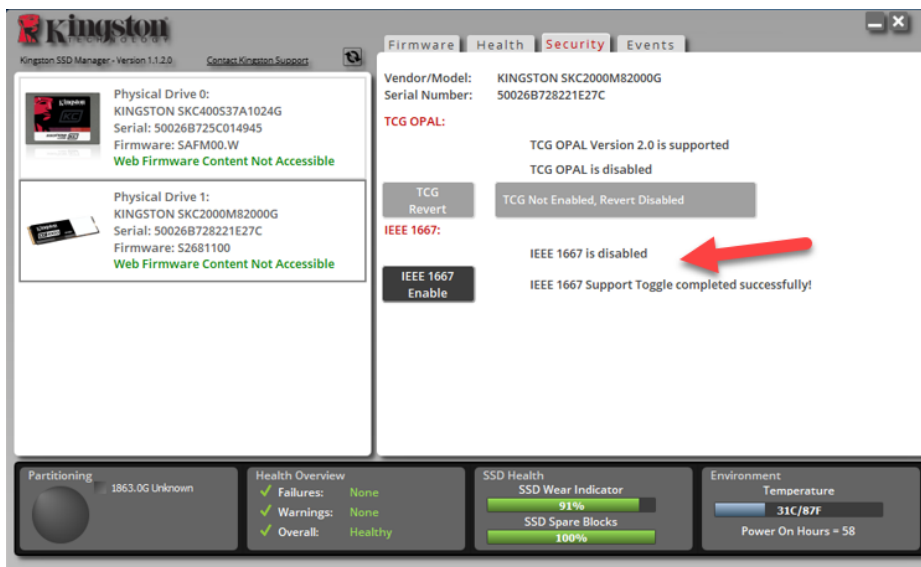 Kingston
TECHNOLOGY
Kingston SSD Manager - Version 1.1.2.0
Contact Kingston Support
Firmware
Health
Security
Events
Physical Drive 0:
KINGSTON SKC400S37A1024G
Serial: 50026B725C014945
Firmware: SAFM00.W
Web Firmware Content Not Accessible
Physical Drive 1:
KINGSTON SKC2000M82000G
Serial: 50026B728221E27C
Firmware: S2681100
Web Firmware Content Not Accessible
Vendor/Model: KINGSTON SKC2000M82000G
Serial Number: 50026B728221E27C
TCG OPAL:
TCG OPAL Version 2.0 is supported
TCG OPAL is disabled
TCG
Revert
TCG Not Enabled, Revert Disabled
IEEE 1667:
IEEE 1667 is disabled
IEEE 1667
Enable
IEEE 1667 Support Toggle completed successfully!
Partitioning
1863.0G Unknown
Health Overview
Failures: None
Warnings: None
Overall: Healthy
SSD Health
SSD Wear Indicator
91%
SSD Spare Blocks
100%
Environment
Temperature
31C/87F
Power On Hours = 58